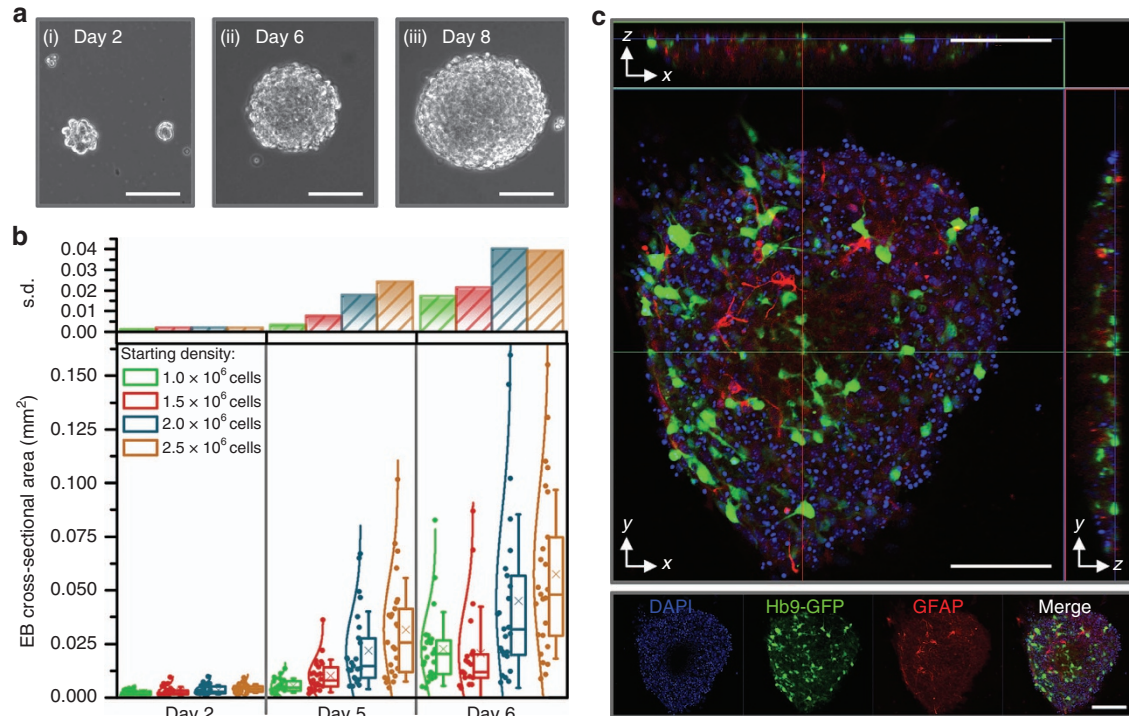 a
(i) Day 2
(ii) Day 6
(iii) Day 8
b
s.d.
0.04
0.03
0.02
0.01
0.00
EB cross-sectional area (mm²)
0.150
0.125
0.100
0.075
0.050
0.025
0.000
Starting density:
1.0 × 10⁶ cells
1.5 × 10⁶ cells
2.0 × 10⁶ cells
2.5 × 10⁶ cells
Day 2
Day 5
Day 6
c
z
x
y
x
y
z
DAPI
Hb9-GFP
GFAP
Merge